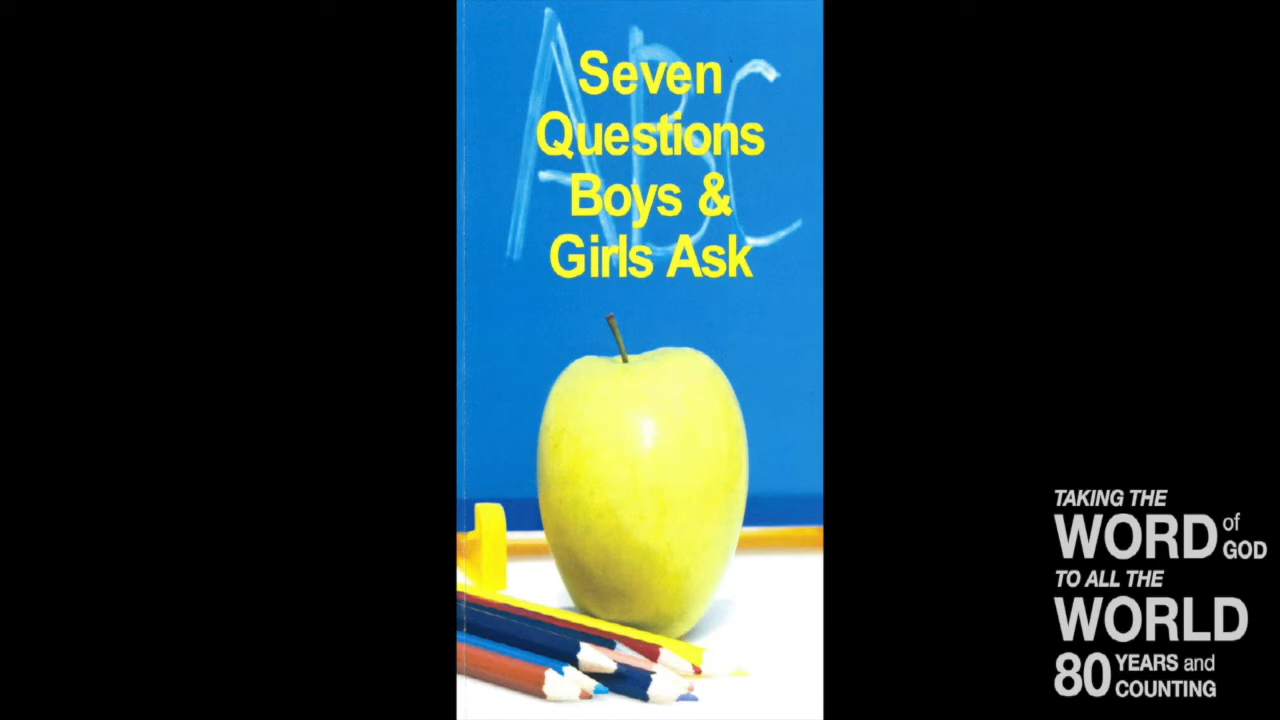 ABC
Seven
Questions
Boys &
Girls Ask
TAKING THE
WORD of GOD
TO ALL THE
WORLD
80 YEARS and
COUNTING